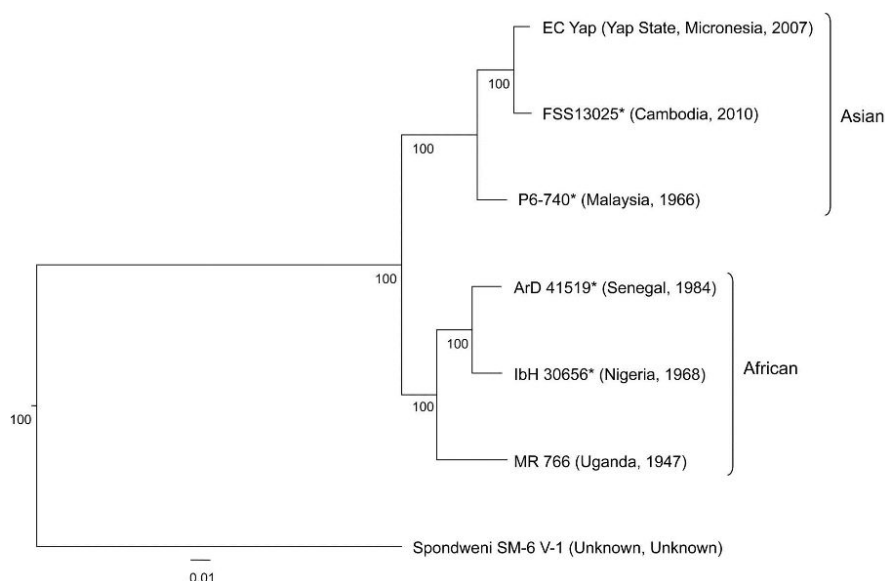 EC Yap (Yap State, Micronesia, 2007)
100
FSS13025* (Cambodia, 2010)
Asian
100
P6-740* (Malaysia, 1966)
100
ArD 41519* (Senegal, 1984)
100
IbH 30656* (Nigeria, 1968)
African
100
100
MR 766 (Uganda, 1947)
Spondweni SM-6 V-1 (Unknown, Unknown)
0.01